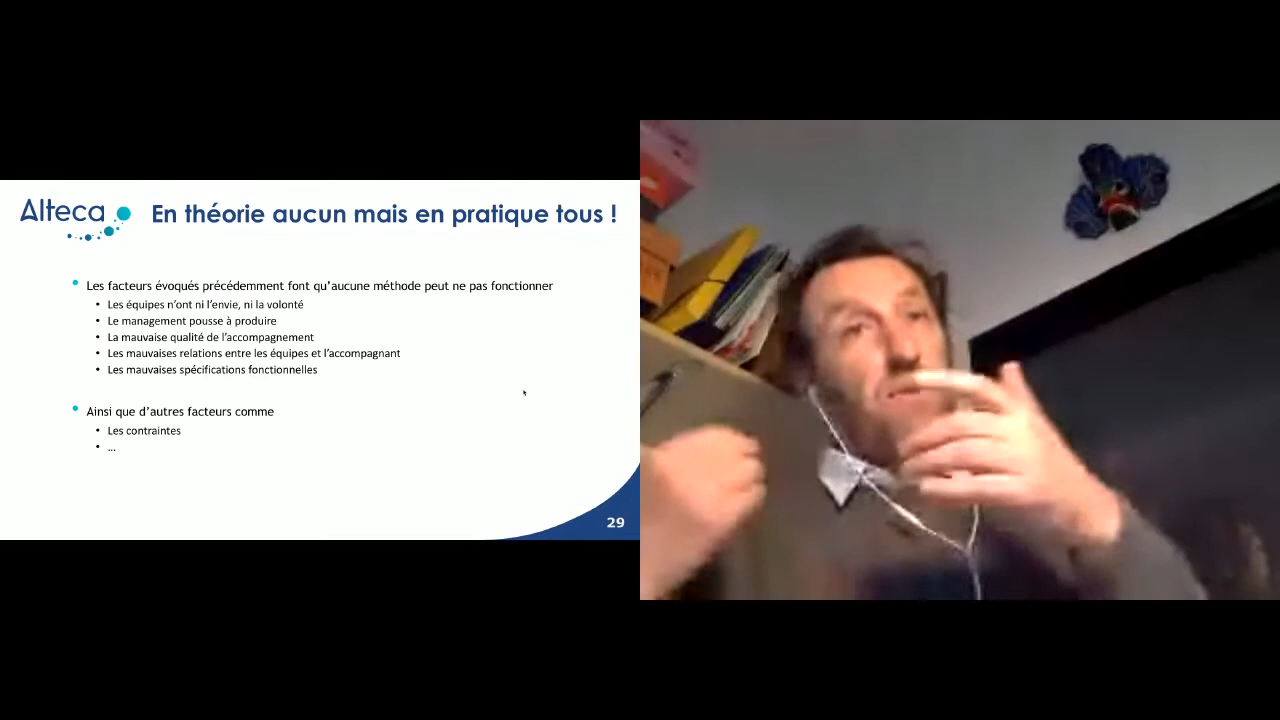 Alteca
En théorie aucun mais en pratique tous !
• Les facteurs évoqués précédemment font qu'aucune méthode peut ne pas fonctionner
• Les équipes n'ont ni l'envie, ni la volonté
• Le management pousse à produire
• La mauvaise qualité de l'accompagnement
• Les mauvaises relations entre les équipes et l'accompagnant
• Les mauvaises spécifications fonctionnelles
• Ainsi que d'autres facteurs comme
• Les contraintes
• ...
29